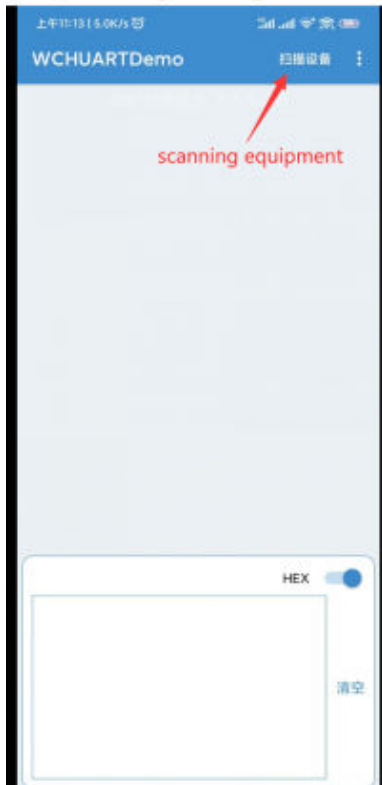 上午11:13 | 5.0K/s
WCHUARTDemo 扫描设备
scanning equipment
HEX
清空